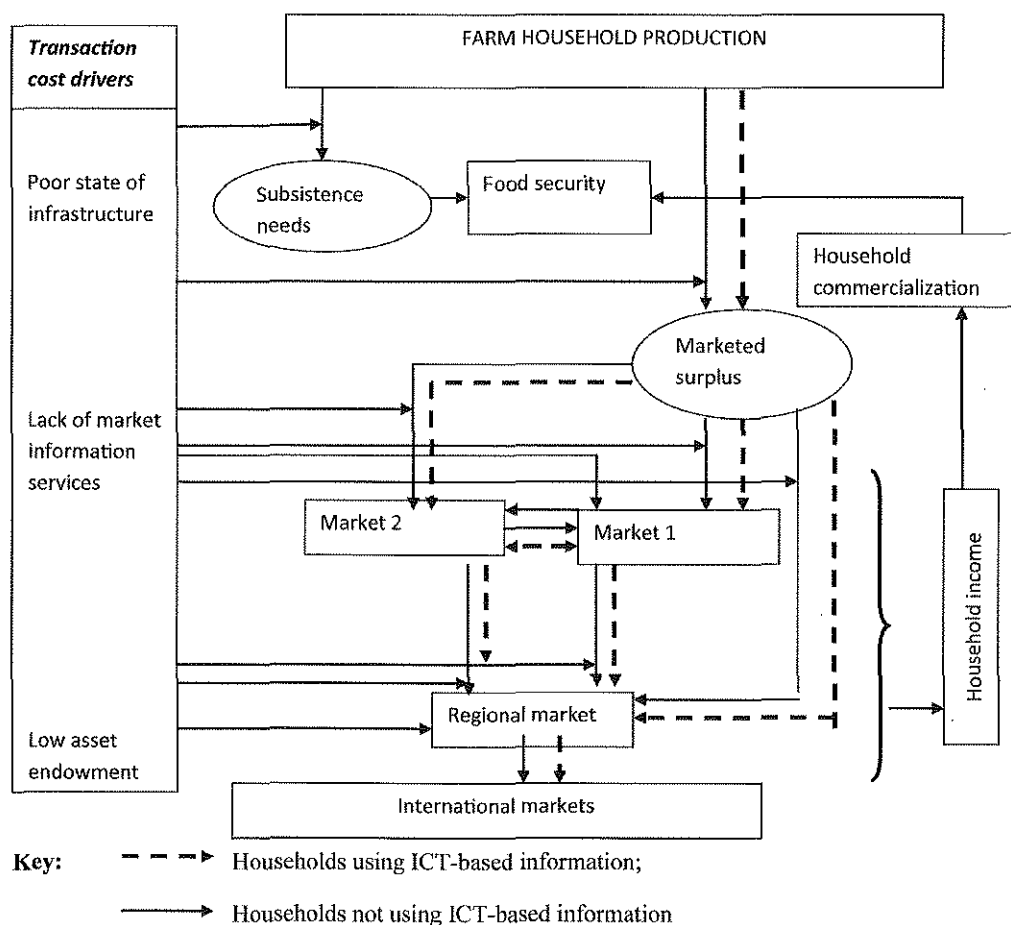 Transaction
cost drivers
FARM HOUSEHOLD PRODUCTION
Poor state of
infrastructure
Subsistence
needs
Food security
Household
commercialization
Marketed
surplus
Lack of market
information
services
Market 2
Market 1
Household income
Regional market
Low asset
endowment
International markets
Key:
Households using ICT-based information;
Households not using ICT-based information